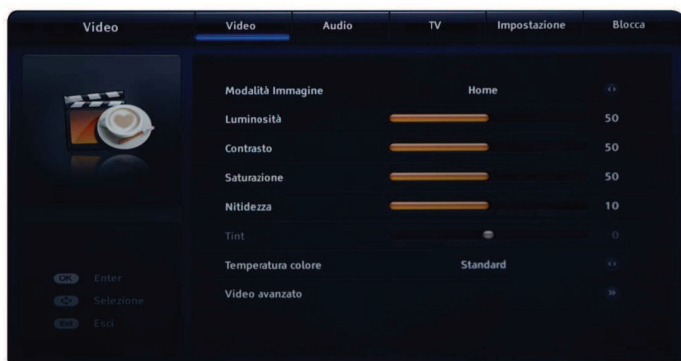 Video
Video Audio TV Impostazione Blocca
Modalità Immagine Home
Luminosità 50
Contrasto 50
Saturazione 50
Nitidezza 10
Tint 0
Temperatura colore Standard
Video avanzato
OK Enter
Selezione
Exit Esci